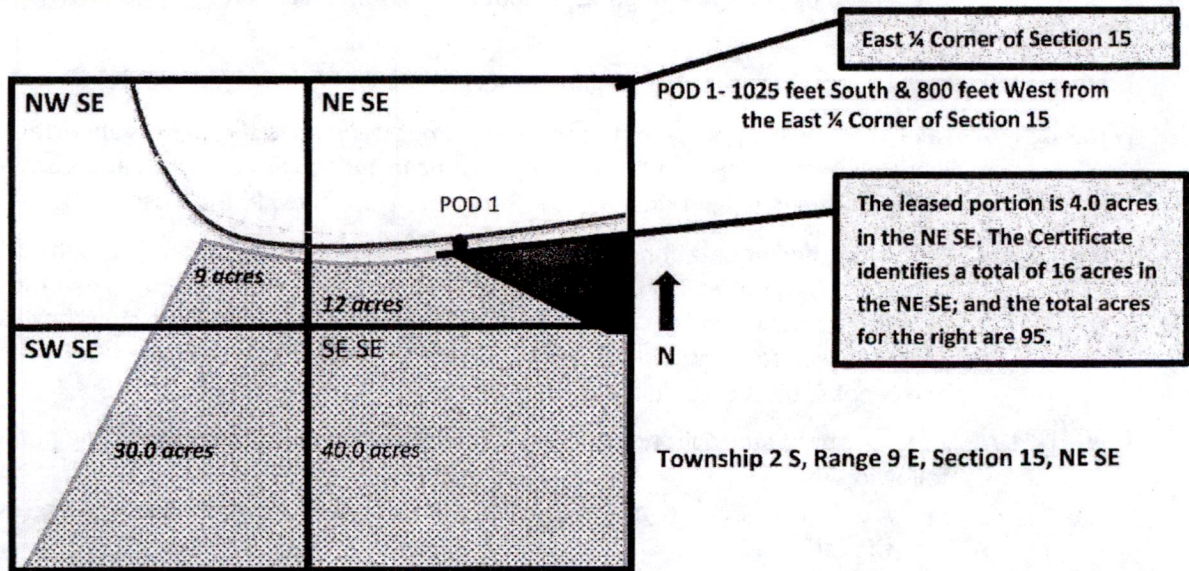 East ¼ Corner of Section 15
NW SE
NE SE
POD 1- 1025 feet South & 800 feet West from
the East ¼ Corner of Section 15
POD 1
The leased portion is 4.0 acres
in the NE SE. The Certificate
identifies a total of 16 acres in
the NE SE; and the total acres
for the right are 95.
9 acres
12 acres
N
SW SE
SE SE
30.0 acres
40.0 acres
Township 2 S, Range 9 E, Section 15, NE SE